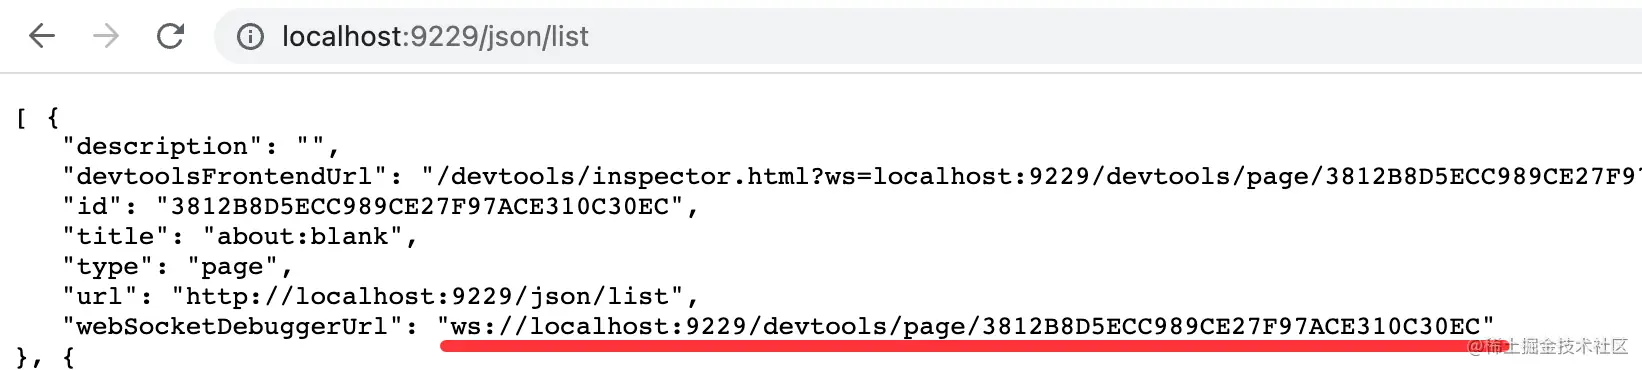 localhost:9229/json/list
[ {
"description": "",
"devtoolsFrontendUrl": "/devtools/inspector.html?ws=localhost:9229/devtools/page/3812B8D5ECC989CE27F97
"id": "3812B8D5ECC989CE27F97ACE310C30EC",
"title": "about:blank",
"type": "page",
"url": "http://localhost:9229/json/list",
"webSocketDebuggerUrl": "ws://localhost:9229/devtools/page/3812B8D5ECC989CE27F97ACE310C30EC"
}, {
@稀土掘金技术社区